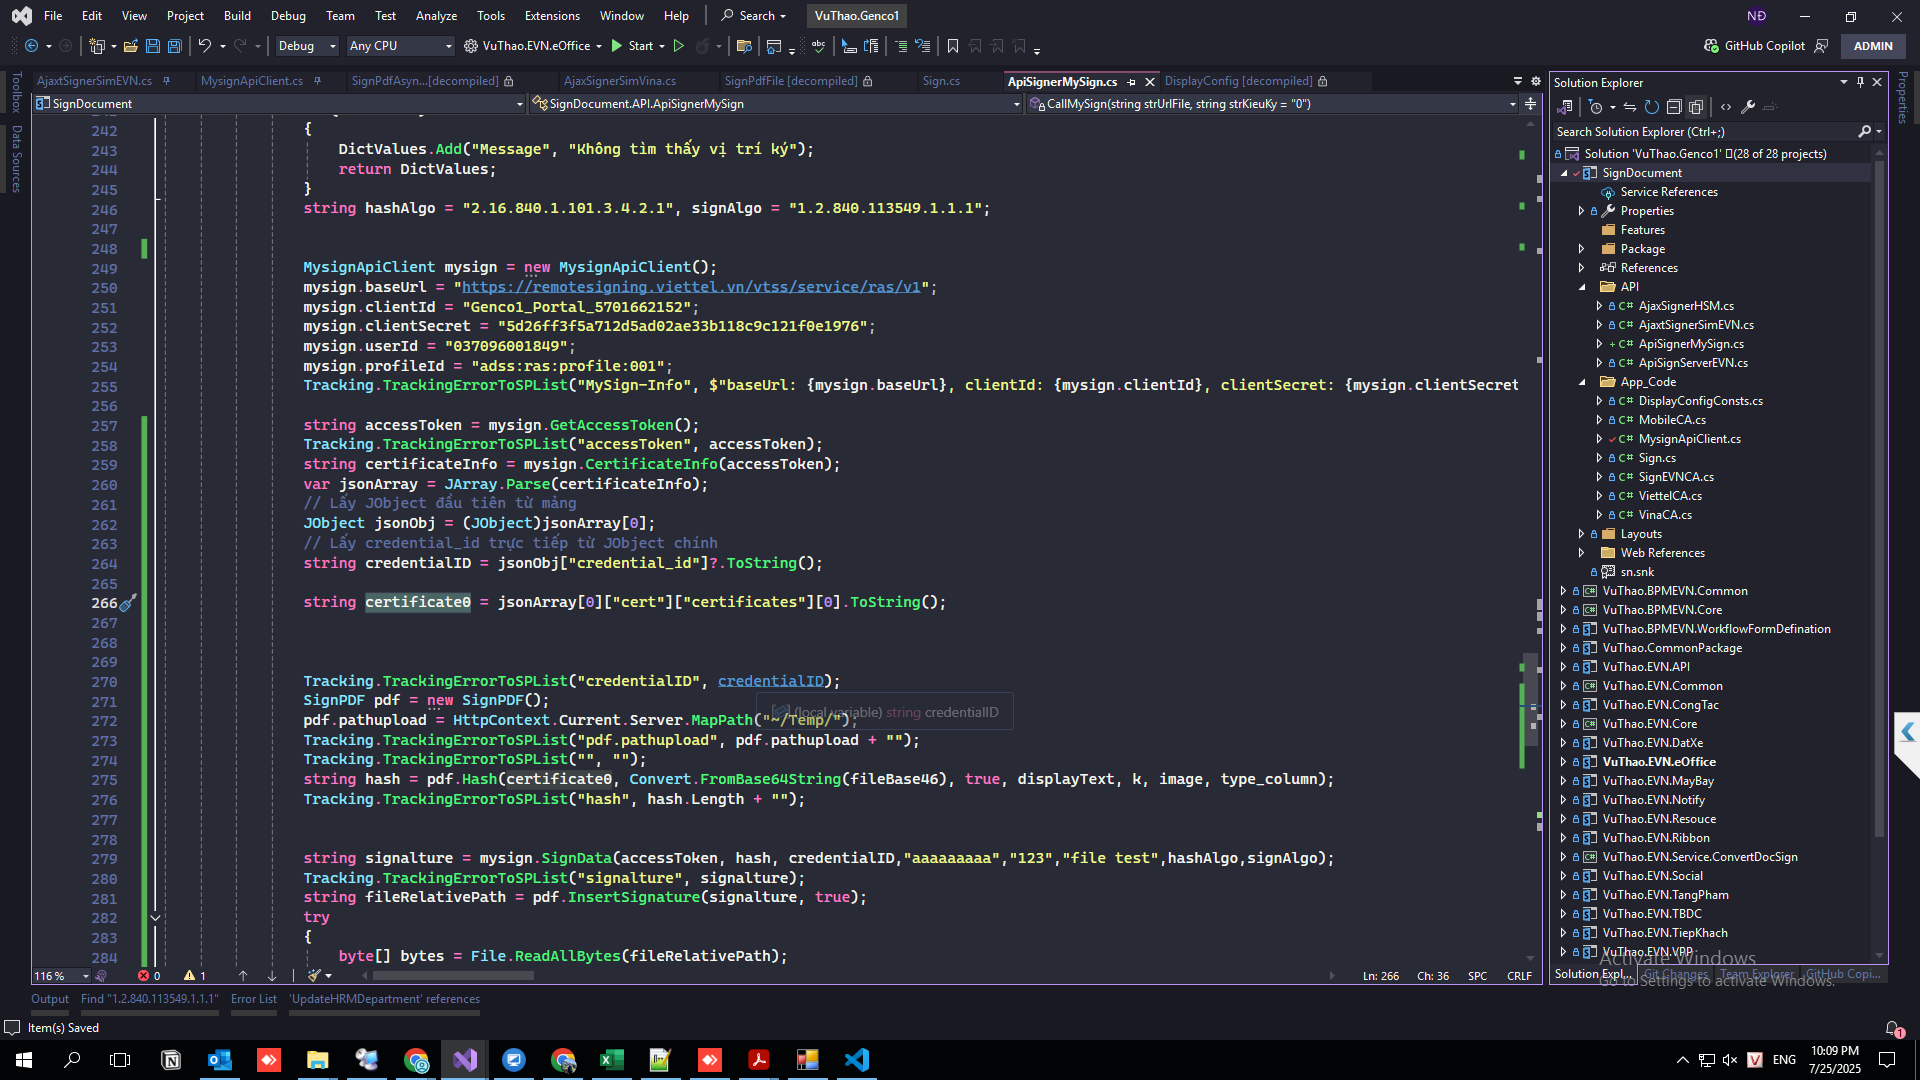 File Edit View Project Build Debug Team Test Analyze Tools Extensions Window Help Search VuThao.Genco1 NĐ
Debug Any CPU VuThao.EVN.eOffice Start GitHub Copilot ADMIN
Toolbox
Data Sources
Properties
AjaxtSignerSimEVN.cs MysignApiClient.cs SignPdfAsyn...[decompiled] AjaxtSignerSimVina.cs SignPdfFile [decompiled] Sign.cs ApiSignerMySign.cs DisplayConfig [decompiled]
SignDocument SignDocument.API.ApiSignerMySign CallMySign(string strUrlFile, string strKieuKy = "0")
242 {
243 DictValues.Add("Message", "Không tìm thấy vị trí ký");
244 return DictValues;
245 }
246 string hashAlgo = "2.16.840.1.101.3.4.2.1", signAlgo = "1.2.840.113549.1.1.1";
247
248
249 MysignApiClient mysign = new MysignApiClient();
250 mysign.baseUrl = "https://remotesigning.viettel.vn/vtss/service/ras/v1";
251 mysign.clientId = "Genco1_Portal_5701662152";
252 mysign.clientSecret = "5d26ff3f5a712d5ad02ae33b118c9c121f0e1976";
253 mysign.userId = "037096001849";
254 mysign.profileId = "adss:ras:profile:001";
255 Tracking.TrackingErrorToSPList("MySign-Info", $"baseUrl: {mysign.baseUrl}, clientId: {mysign.clientId}, clientSecret: {mysign.clientSecret
256
257 string accessToken = mysign.GetAccessToken();
258 Tracking.TrackingErrorToSPList("accessToken", accessToken);
259 string certificateInfo = mysign.CertificateInfo(accessToken);
260 var jsonArray = JArray.Parse(certificateInfo);
261 // Lấy JObject đầu tiên từ mảng
262 JObject jsonObj = (JObject)jsonArray[0];
263 // Lấy credential_id trực tiếp từ JObject chính
264 string credentialID = jsonObj["credential_id"]?.ToString();
265
266 string certificate0 = jsonArray[0]["cert"]["certificates"][0].ToString();
267
268
269
270 Tracking.TrackingErrorToSPList("credentialID", credentialID);
271 SignPDF pdf = new SignPDF();
(local variable) string credentialID
272 pdf.pathupload = HttpContext.Current.Server.MapPath("~/Temp/");
273 Tracking.TrackingErrorToSPList("pdf.pathupload", pdf.pathupload + "");
274 Tracking.TrackingErrorToSPList("", "");
275 string hash = pdf.Hash(certificate0, Convert.FromBase64String(fileBase46), true, displayText, k, image, type_column);
276 Tracking.TrackingErrorToSPList("hash", hash.Length + "");
277
278
279 string signalture = mysign.SignData(accessToken, hash, credentialID,"aaaaaaaaa","123","file test",hashAlgo,signAlgo);
280 Tracking.TrackingErrorToSPList("signalture", signalture);
281 string fileRelativePath = pdf.InsertSignature(signalture, true);
282 try
283 {
284 byte[] bytes = File.ReadAllBytes(fileRelativePath);
116 % 0 1 Ln: 266 Ch: 36 SPC CRLF
Output Find "1.2.840.113549.1.1.1" Error List 'UpdateHRMDepartment' references
Item(s) Saved
Solution Explorer
Search Solution Explorer (Ctrl+;)
Solution 'VuThao.Genco1' (28 of 28 projects)
SignDocument
Service References
Properties
Features
Package
References
API
AjaxSignerHSM.cs
AjaxtSignerSimEVN.cs
ApiSignerMySign.cs
ApiSignServerEVN.cs
App_Code
DisplayConfigConsts.cs
MobileCA.cs
MysignApiClient.cs
Sign.cs
SignEVNCA.cs
ViettelCA.cs
VinaCA.cs
Layouts
Web References
sn.snk
VuThao.BPMEVN.Common
VuThao.BPMEVN.Core
VuThao.BPMEVN.WorkflowFormDefination
VuThao.CommonPackage
VuThao.EVN.API
VuThao.EVN.Common
VuThao.EVN.CongTac
VuThao.EVN.Core
VuThao.EVN.DatXe
VuThao.EVN.eOffice
VuThao.EVN.MayBay
VuThao.EVN.Notify
VuThao.EVN.Resouce
VuThao.EVN.Ribbon
VuThao.EVN.Service.ConvertDocSign
VuThao.EVN.Social
VuThao.EVN.TangPham
VuThao.EVN.TBDC
VuThao.EVN.TiepKhach
VuThao.EVN.VPP
Solution Expl... Git Changes Team Explorer GitHub Copi...
Activate Windows
Go to Settings to activate Windows.
ENG 10:09 PM
7/25/2025